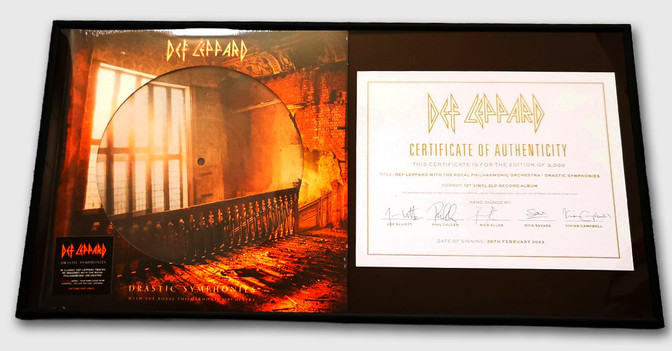 DEF LEPPARD
DEF LEPPARD
DRASTIC SYMPHONIES
DRASTIC SYMPHONIES
WITH THE ROYAL PHILHARMONIC ORCHESTRA
DEF LEPPARD
CERTIFICATE OF AUTHENTICITY
THIS CERTIFICATE IS FOR THE EDITION OF 3,000
TITLE: DEF LEPPARD WITH THE ROYAL PHILHARMONIC ORCHESTRA / DRASTIC SYMPHONIES
FORMAT: 12" VINYL 2LP RECORD ALBUM
HAND SIGNED BY:
JOE ELLIOTT PHIL COLLEN RICK ALLEN RICK SAVAGE VIVIAN CAMPBELL
DATE OF SIGNING: 20TH FEBRUARY 2023